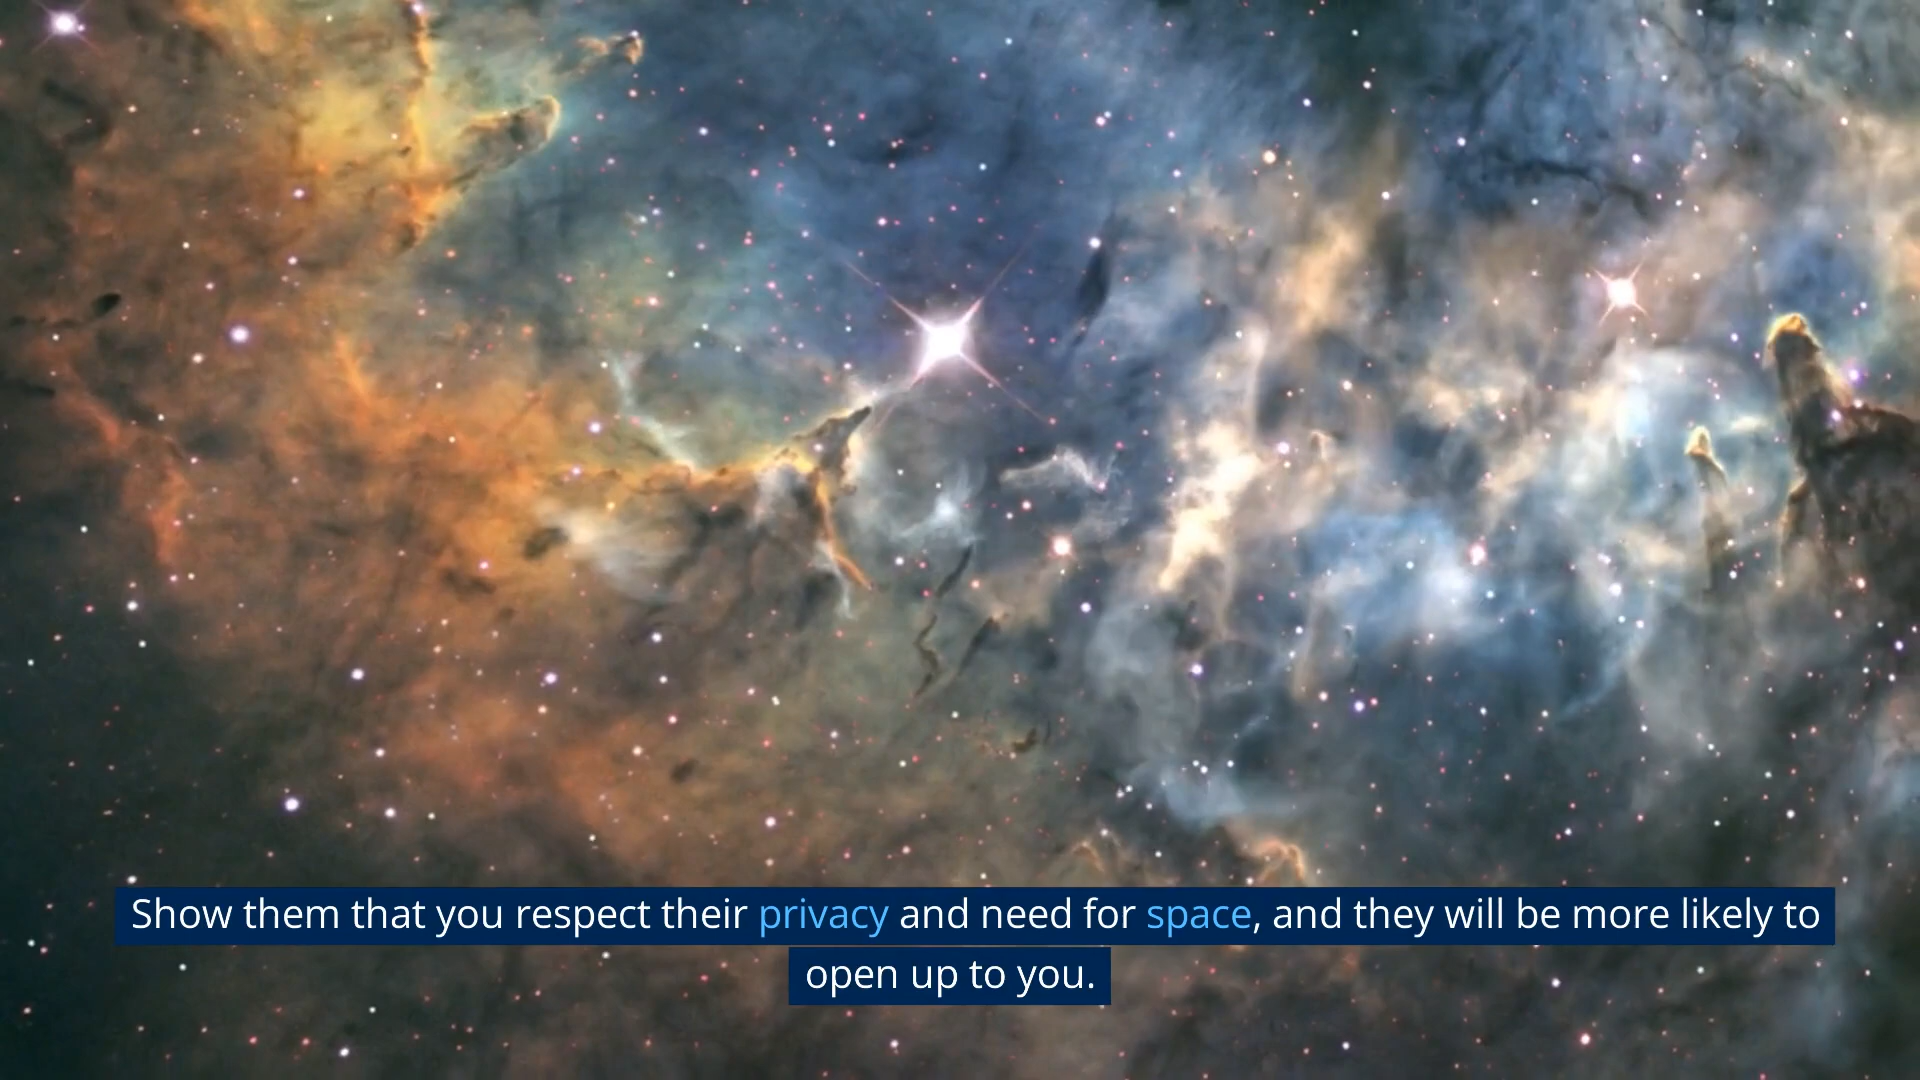 Show them that you respect their privacy and need for space, and they will be more likely to
open up to you.